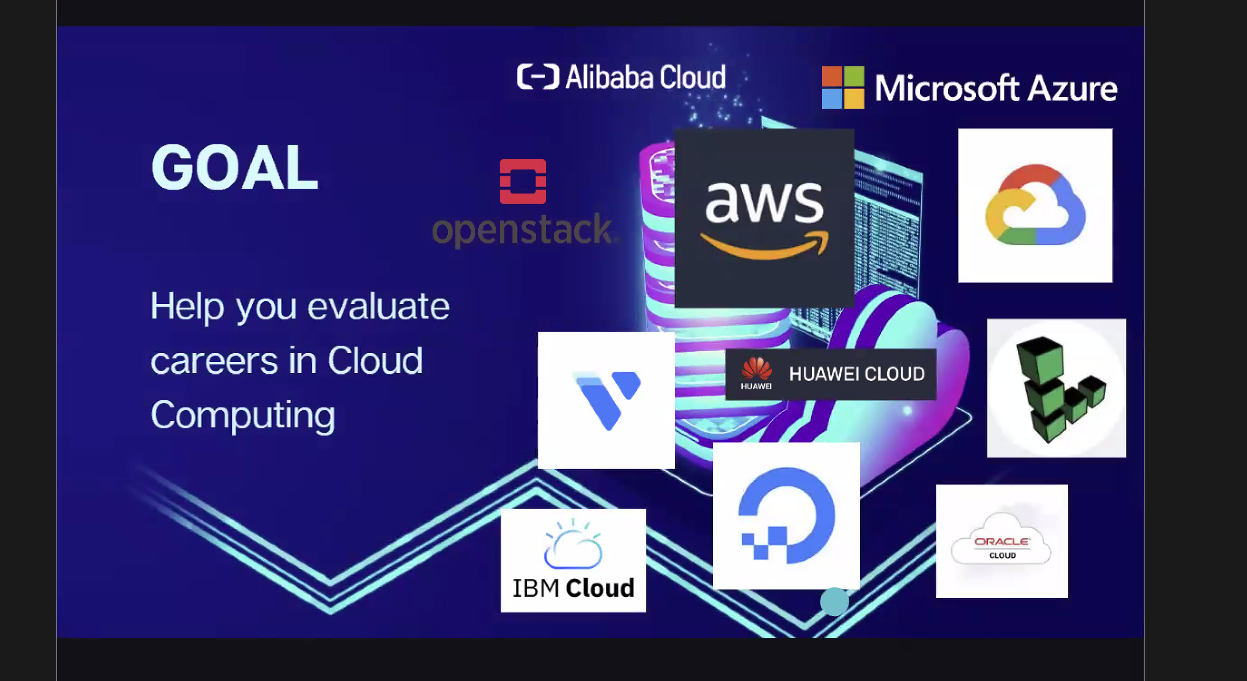 Alibaba Cloud
Microsoft Azure
GOAL
openstack.
aws
Help you evaluate
careers in Cloud
Computing
HUAWEI
HUAWEI CLOUD
ORACLE
CLOUD
IBM Cloud